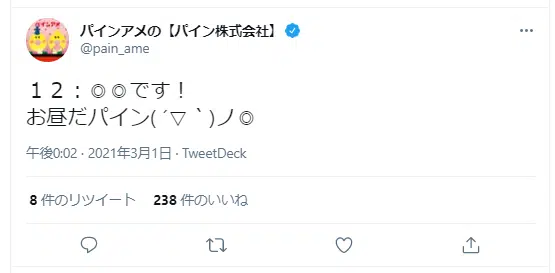 パインアメの【パイン株式会社】
@pain_ame
１２：◎◎です！
お昼だパイン( ´▽｀)ノ◎
午後0:02 · 2021年3月1日 · TweetDeck
8 件のリツイート 238 件のいいね